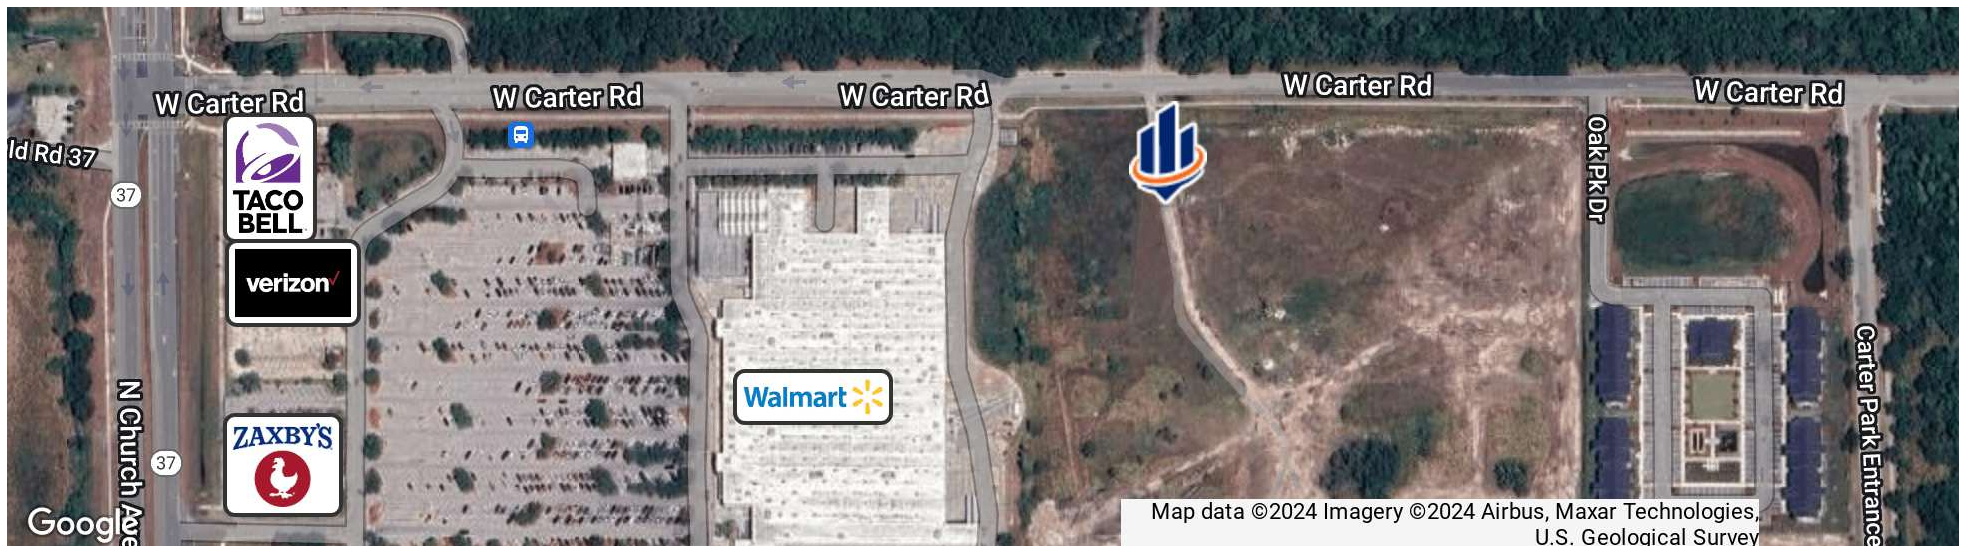 W Carter Rd
W Carter Rd
W Carter Rd
W Carter Rd
W Carter Rd
ld Rd 37
37
TACO
BELL
verizon
Oak Pk Dr
Walmart
Carter Park Entrance
N Church Ave
37
ZAXBY'S
Google
Map data ©2024 Imagery ©2024 Airbus, Maxar Technologies,
U.S. Geological Survey